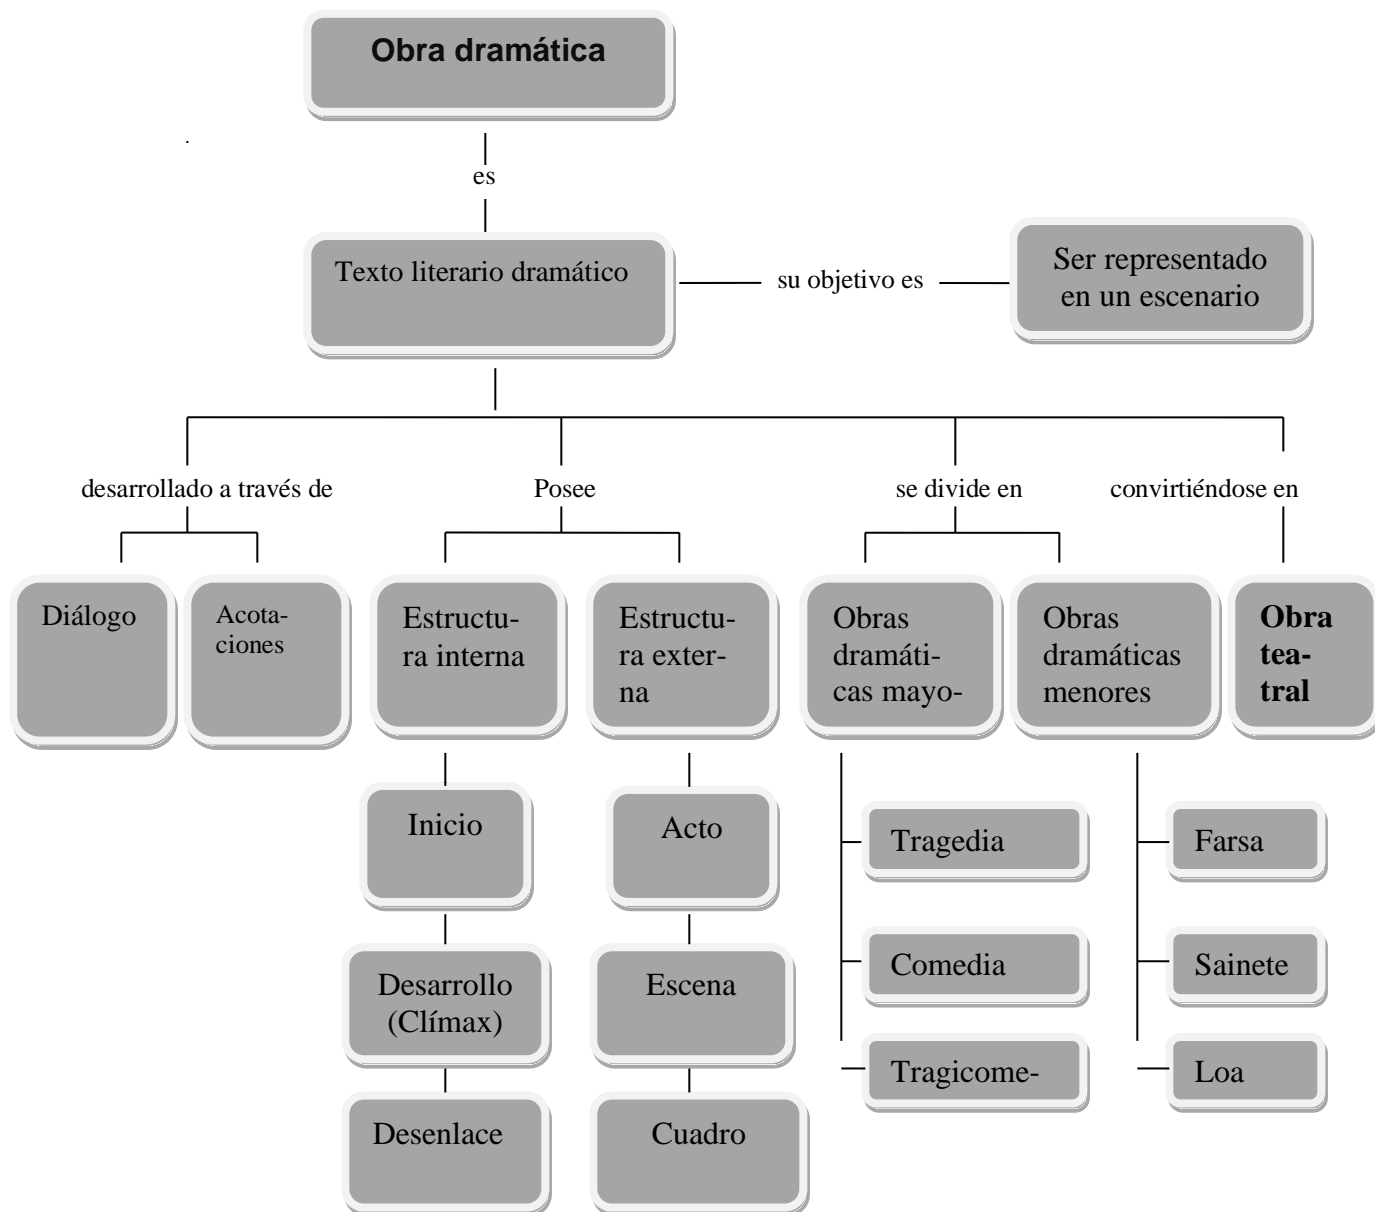 Obra dramática
es
Texto literario dramático
su objetivo es
Ser representado
en un escenario
desarrollado a través de
Posee
se divide en
convirtiéndose en
Diálogo
Acota-
ciones
Estructu-
ra interna
Estructu-
ra exter-
na
Obras
dramáti-
cas mayo-
Obras
dramáticas
menores
Obra
tea-
tral
Inicio
Acto
Tragedia
Farsa
Desarrollo
(Clímax)
Escena
Comedia
Sainete
Tragicome-
Loa
Desenlace
Cuadro